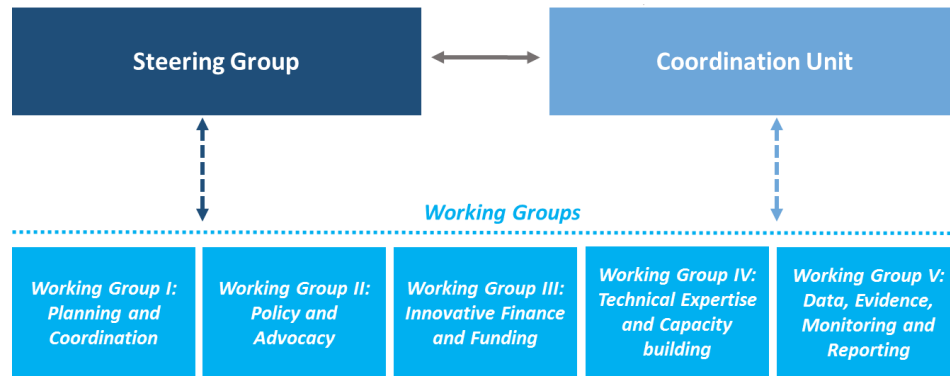 Steering Group
Coordination Unit
Working Groups
Working Group I:
Planning and
Coordination
Working Group II:
Policy and
Advocacy
Working Group III:
Innovative Finance
and Funding
Working Group IV:
Technical Expertise
and Capacity
building
Working Group V:
Data, Evidence,
Monitoring and
Reporting